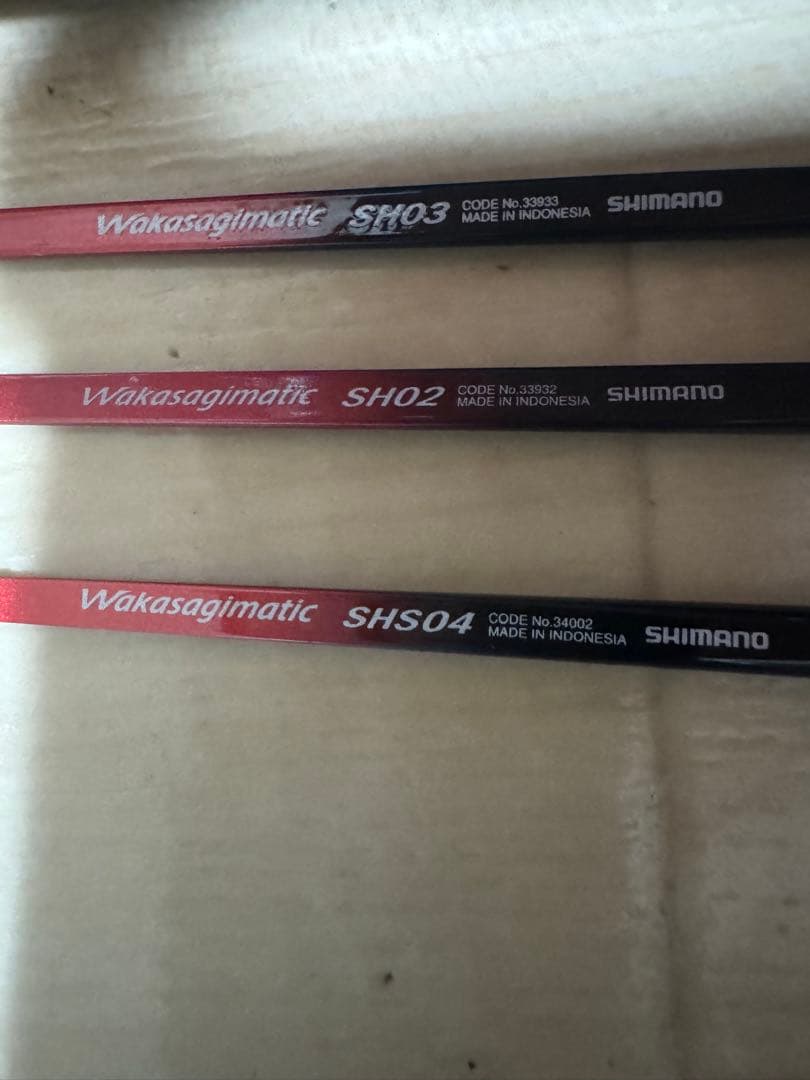 Wakasagimatic SH03 CODE No.33933 SHIMANO
MADE IN INDONESIA
Wakasagimatic SH02 CODE No.33932 SHIMANO
MADE IN INDONESIA
Wakasagimatic SHS04 CODE No.34002 SHIMANO
MADE IN INDONESIA